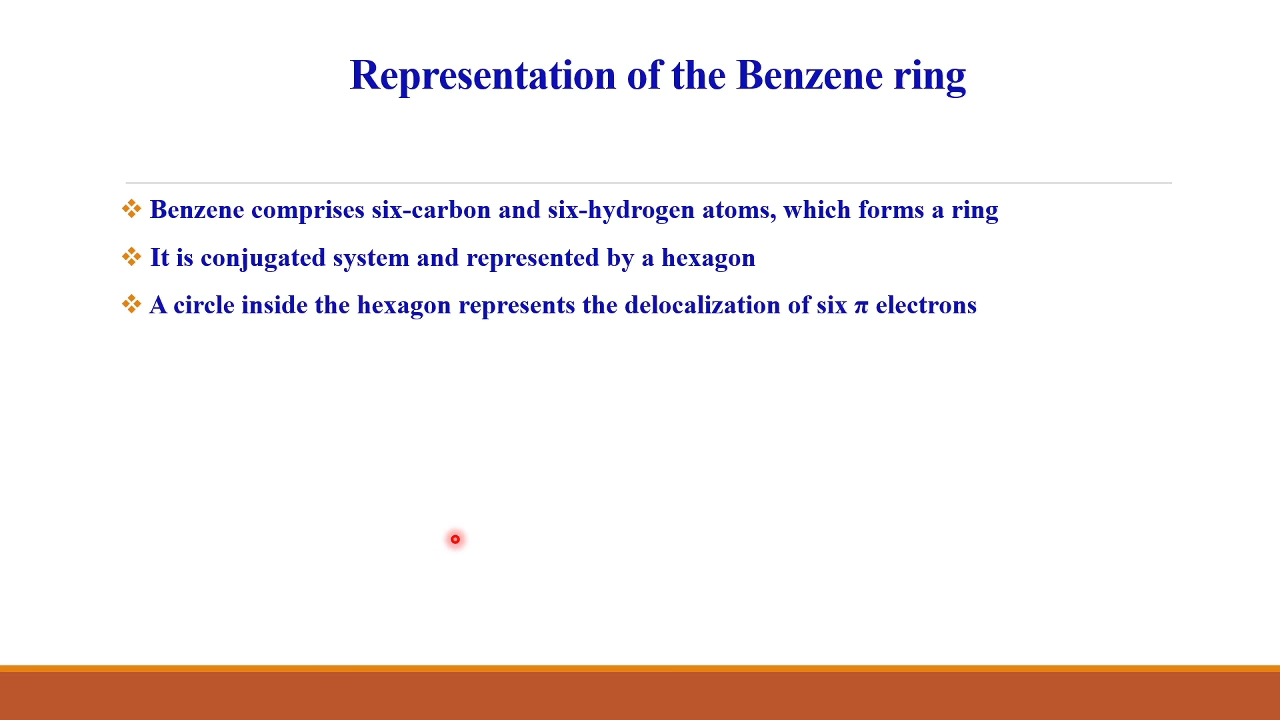 Representation of the Benzene ring
❖ Benzene comprises six-carbon and six-hydrogen atoms, which forms a ring
❖ It is conjugated system and represented by a hexagon
❖ A circle inside the hexagon represents the delocalization of six π electrons